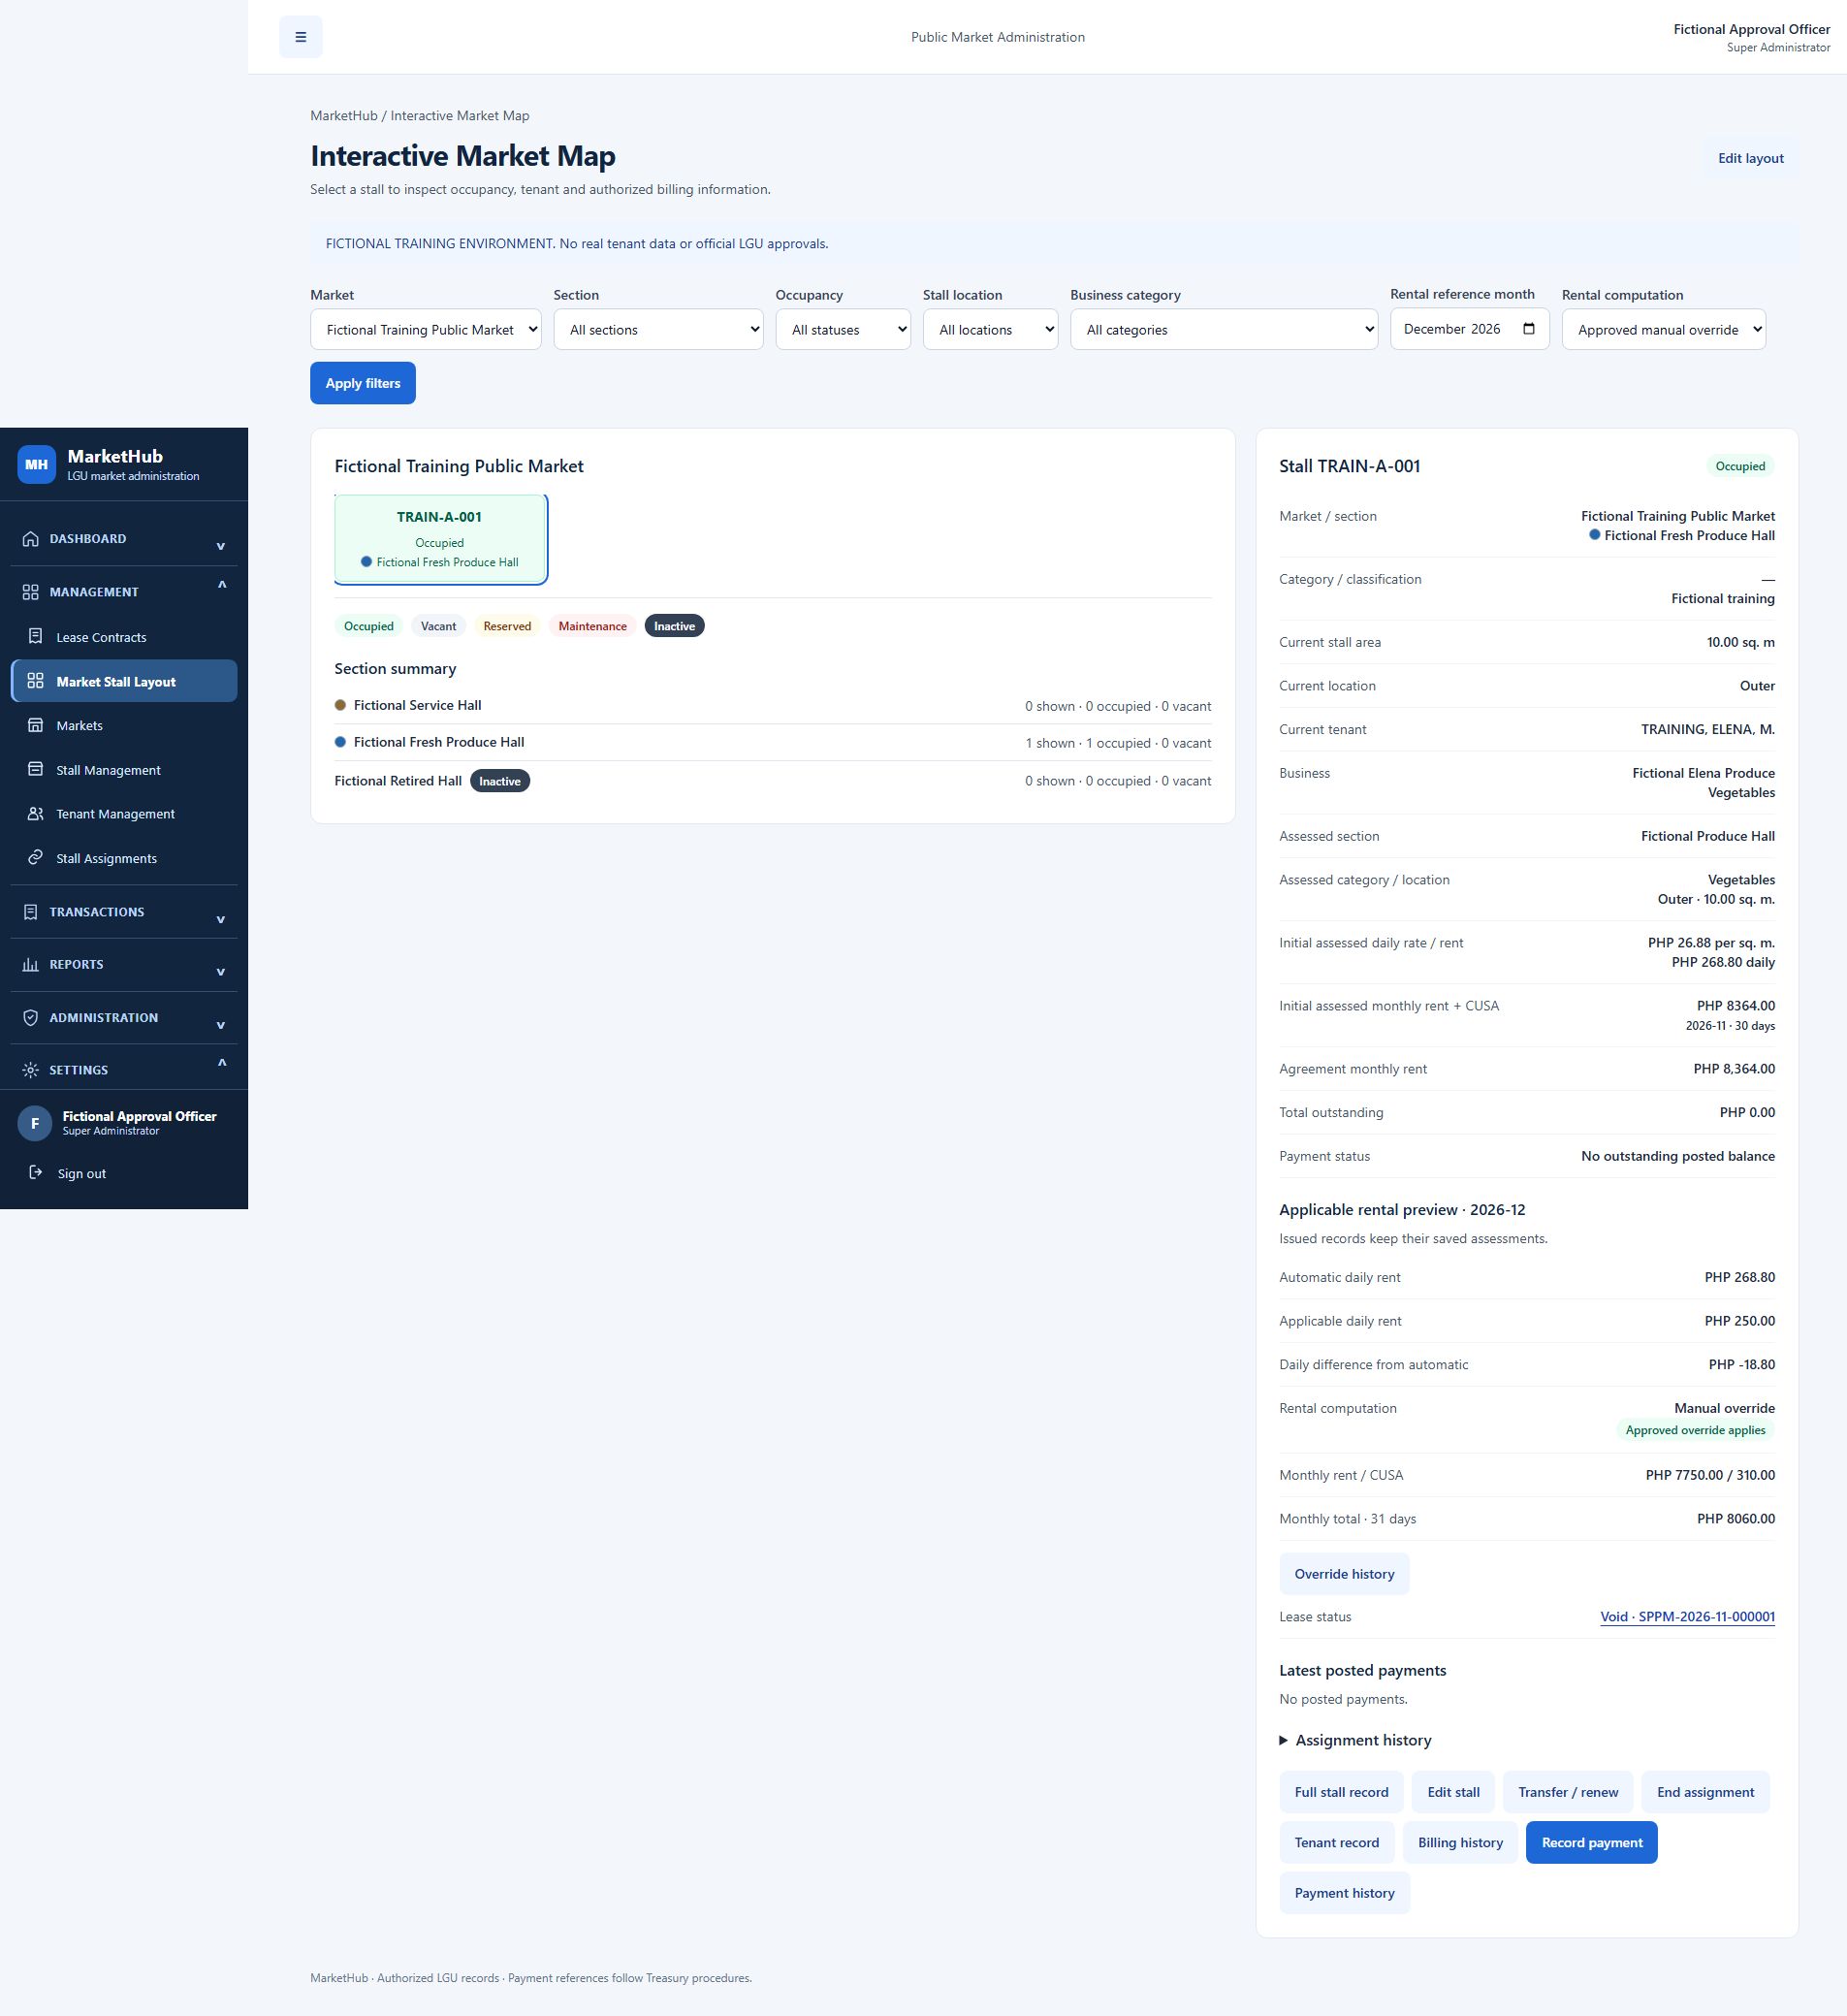 ☰
Public Market Administration
Fictional Approval Officer
Super Administrator
MarketHub / Interactive Market Map
Interactive Market Map
Edit layout
Select a stall to inspect occupancy, tenant and authorized billing information.
FICTIONAL TRAINING ENVIRONMENT. No real tenant data or official LGU approvals.
Market
Section
Occupancy
Stall location
Business category
Rental reference month
Rental computation
Fictional Training Public Market
All sections
All statuses
All locations
All categories
December 2026
Approved manual override
Apply filters
MH
MarketHub
LGU market administration
DASHBOARD
MANAGEMENT
Lease Contracts
Market Stall Layout
Markets
Stall Management
Tenant Management
Stall Assignments
TRANSACTIONS
REPORTS
ADMINISTRATION
SETTINGS
F
Fictional Approval Officer
Super Administrator
Sign out
Fictional Training Public Market
TRAIN-A-001
Occupied
Fictional Fresh Produce Hall
Occupied Vacant Reserved Maintenance Inactive
Section summary
Fictional Service Hall 0 shown · 0 occupied · 0 vacant
Fictional Fresh Produce Hall 1 shown · 1 occupied · 0 vacant
Fictional Retired Hall Inactive 0 shown · 0 occupied · 0 vacant
Stall TRAIN-A-001 Occupied
Market / section Fictional Training Public Market
Fictional Fresh Produce Hall
Category / classification —
Fictional training
Current stall area 10.00 sq. m
Current location Outer
Current tenant TRAINING, ELENA, M.
Business Fictional Elena Produce
Vegetables
Assessed section Fictional Produce Hall
Assessed category / location Vegetables
Outer · 10.00 sq. m.
Initial assessed daily rate / rent PHP 26.88 per sq. m.
PHP 268.80 daily
Initial assessed monthly rent + CUSA PHP 8364.00
2026-11 · 30 days
Agreement monthly rent PHP 8,364.00
Total outstanding PHP 0.00
Payment status No outstanding posted balance
Applicable rental preview · 2026-12
Issued records keep their saved assessments.
Automatic daily rent PHP 268.80
Applicable daily rent PHP 250.00
Daily difference from automatic PHP -18.80
Rental computation Manual override
Approved override applies
Monthly rent / CUSA PHP 7750.00 / 310.00
Monthly total · 31 days PHP 8060.00
Override history
Lease status Void · SPPM-2026-11-000001
Latest posted payments
No posted payments.
Assignment history
Full stall record Edit stall Transfer / renew End assignment
Tenant record Billing history Record payment
Payment history
MarketHub · Authorized LGU records · Payment references follow Treasury procedures.